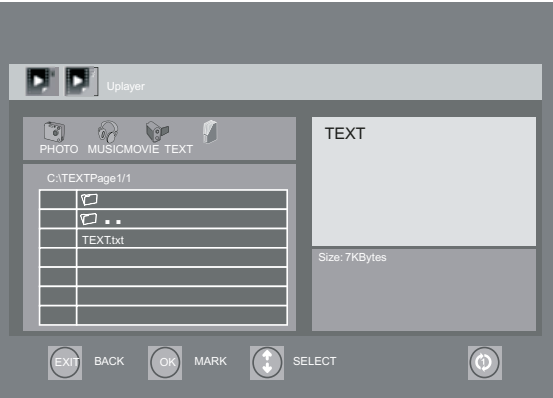 Uplayer
PHOTO MUSICMOVIE TEXT
C:\TEXTPage1/1
. .
TEXT.txt
TEXT
Size: 7KBytes
EXIT BACK OK MARK SELECT